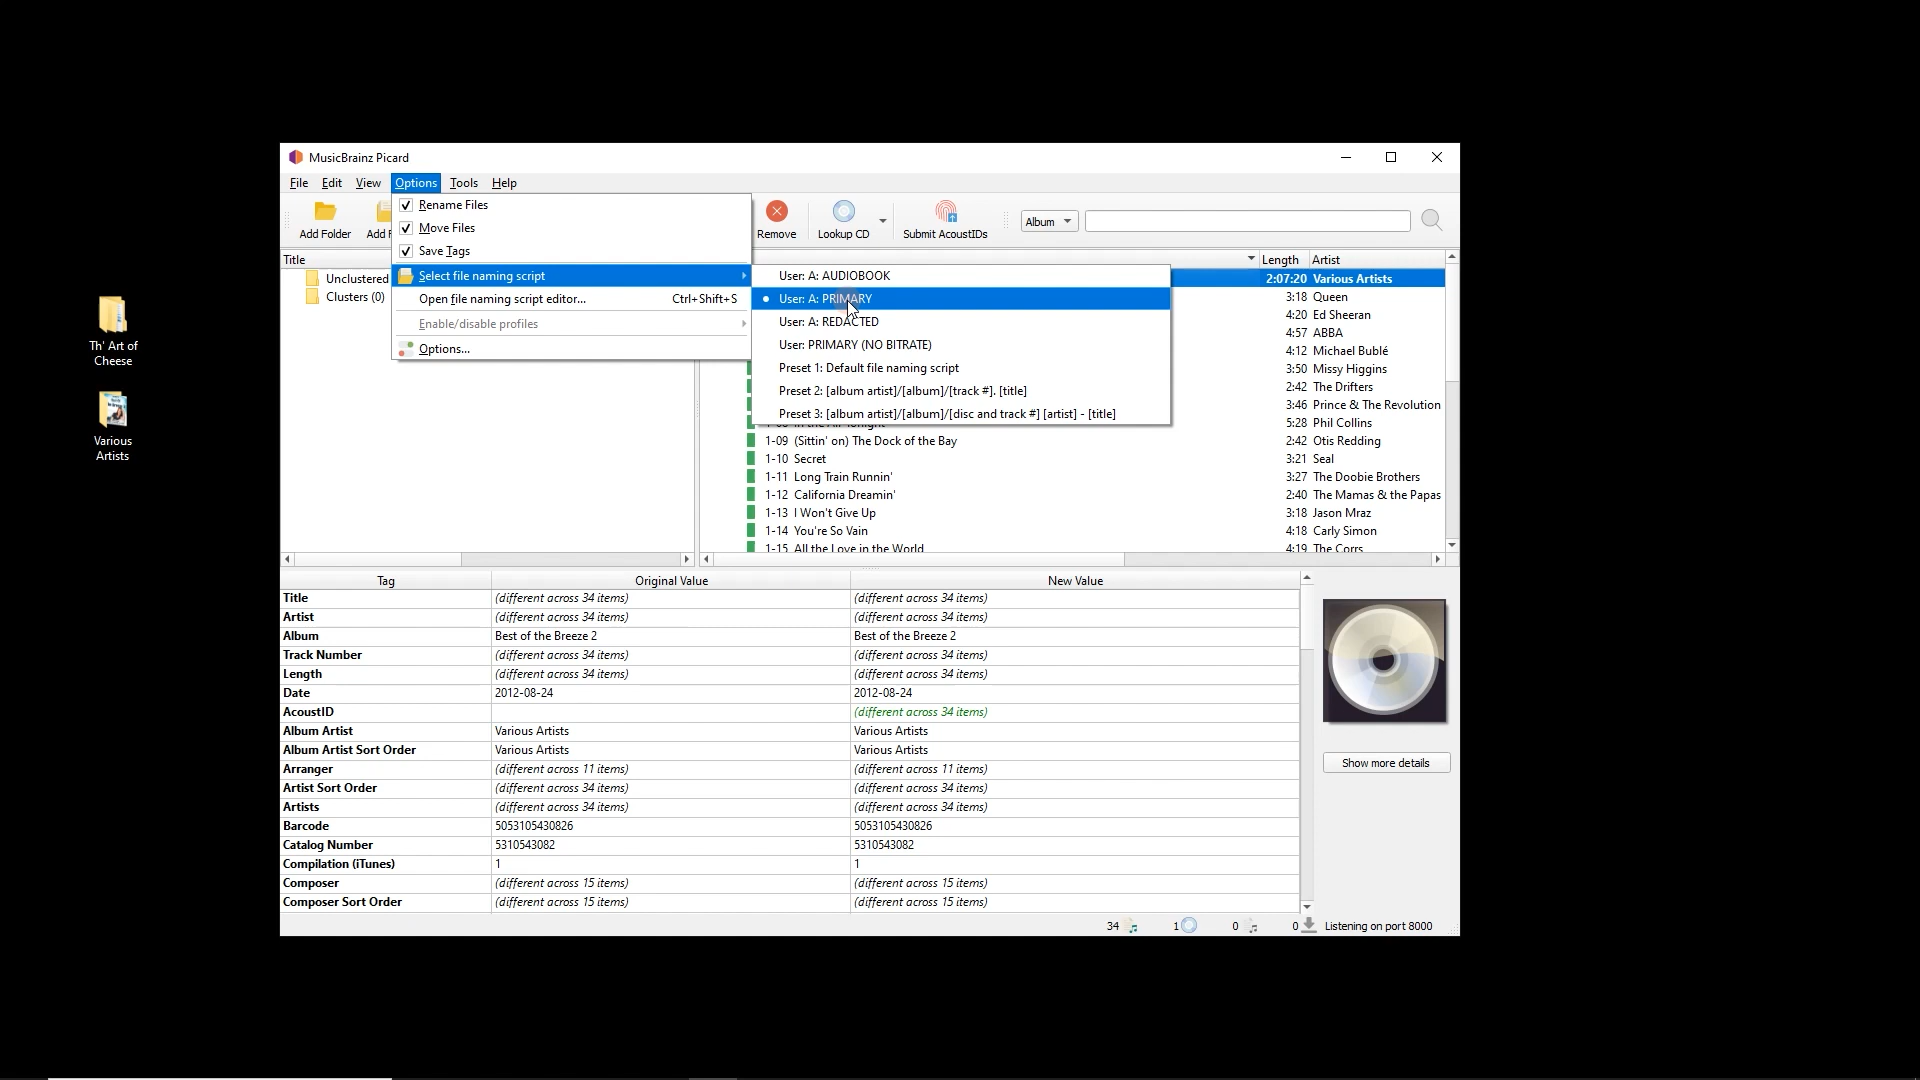 MusicBrainz Picard
File Edit View Options Tools Help
Add Folder
Remove
Lookup CD
Submit AcoustIDs
Album
Rename Files
Move Files
Save Tags
Select file naming script
Open file naming script editor... Ctrl+Shift+S
Enable/disable profiles
Options...
User: A: AUDIOBOOK
User: A: PRIMARY
User: A: REDACTED
User: PRIMARY (NO BITRATE)
Preset 1: Default file naming script
Preset 2: [album artist]/[album]/[track #]. [title]
Preset 3: [album artist]/[album]/[disc and track #] [artist] - [title]
Title
Unclustered
Clusters (0)
Th' Art of
Cheese
Various
Artists
Length Artist
2:07:20 Various Artists
3:18 Queen
4:20 Ed Sheeran
4:57 ABBA
4:12 Michael Bublé
3:50 Missy Higgins
2:42 The Drifters
3:46 Prince & The Revolution
5:28 Phil Collins
1-09 (Sittin' on) The Dock of the Bay 2:42 Otis Redding
1-10 Secret 3:21 Seal
1-11 Long Train Runnin' 3:27 The Doobie Brothers
1-12 California Dreamin' 2:40 The Mamas & the Papas
1-13 I Won't Give Up 3:18 Jason Mraz
1-14 You're So Vain 4:18 Carly Simon
1-15 All the Love in the World 4:19 The Corrs
Tag Original Value New Value
Title (different across 34 items) (different across 34 items)
Artist (different across 34 items) (different across 34 items)
Album Best of the Breeze 2 Best of the Breeze 2
Track Number (different across 34 items) (different across 34 items)
Length (different across 34 items) (different across 34 items)
Date 2012-08-24 2012-08-24
AcoustID (different across 34 items)
Album Artist Various Artists Various Artists
Album Artist Sort Order Various Artists Various Artists
Arranger (different across 11 items) (different across 11 items)
Artist Sort Order (different across 34 items) (different across 34 items)
Artists (different across 34 items) (different across 34 items)
Barcode 5053105430826 5053105430826
Catalog Number 5310543082 5310543082
Compilation (iTunes) 1 1
Composer (different across 15 items) (different across 15 items)
Composer Sort Order (different across 15 items) (different across 15 items)
Show more details
34 1 0 0 Listening on port 8000